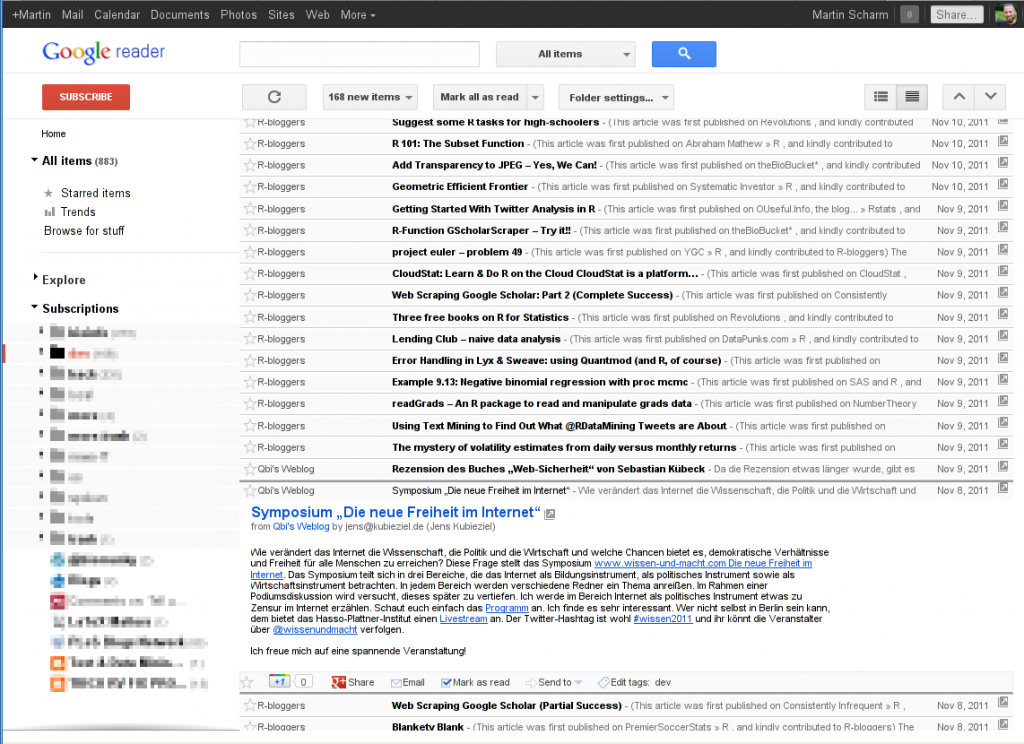 +Martin Mail Calendar Documents Photos Sites Web More Martin Scharm 0 Share...
Google reader All items
SUBSCRIBE 168 new items Mark all as read Folder settings...
Home
All items (883)
Starred items
Trends
Browse for stuff
Explore
Subscriptions
R-bloggers Suggest some R tasks for high-schoolers - (This article was first published on Revolutions , and kindly contributed Nov 10, 2011
R-bloggers R 101: The Subset Function - (This article was first published on Abraham Mathew » R , and kindly contributed to Nov 10, 2011
R-bloggers Add Transparency to JPEG – Yes, We Can! - (This article was first published on theBioBucket* , and kindly contributed Nov 10, 2011
R-bloggers Geometric Efficient Frontier - (This article was first published on Systematic Investor » R , and kindly contributed to Nov 10, 2011
R-bloggers Getting Started With Twitter Analysis in R - (This article was first published on OUseful.Info, the blog... » Rstats , and Nov 9, 2011
R-bloggers R-Function GScholarScraper – Try it!! - (This article was first published on theBioBucket* , and kindly contributed Nov 9, 2011
R-bloggers project euler – problem 49 - (This article was first published on YGC » R , and kindly contributed to R-bloggers) The Nov 9, 2011
R-bloggers CloudStat: Learn & Do R on the Cloud CloudStat is a platform... - (This article was first published on CloudStat , Nov 9, 2011
R-bloggers Web Scraping Google Scholar: Part 2 (Complete Success) - (This article was first published on Consistently Nov 9, 2011
R-bloggers Three free books on R for Statistics - (This article was first published on Revolutions , and kindly contributed to Nov 9, 2011
R-bloggers Lending Club – naive data analysis - (This article was first published on DataPunks.com » R , and kindly contributed to Nov 9, 2011
R-bloggers Error Handling in Lyx & Sweave: using Quantmod (and R, of course) - (This article was first published on Nov 9, 2011
R-bloggers Example 9.13: Negative binomial regression with proc mcmc - (This article was first published on SAS and R , and Nov 9, 2011
R-bloggers readGrads – An R package to read and manipulate grads data - (This article was first published on NumberTheory Nov 9, 2011
R-bloggers Using Text Mining to Find Out What @RDataMining Tweets are About - (This article was first published on Nov 9, 2011
R-bloggers The mystery of volatility estimates from daily versus monthly returns - (This article was first published on Nov 9, 2011
Qbi's Weblog Rezension des Buches „Web-Sicherheit“ von Sebastian Kübeck - Da die Rezension etwas länger wurde, gibt es Nov 9, 2011
Qbi's Weblog Symposium „Die neue Freiheit im Internet“ - Wie verändert das Internet die Wissenschaft, die Politik und die Wirtschaft und Nov 8, 2011
Symposium „Die neue Freiheit im Internet“
from Qbi's Weblog by jens@kubieziel.de (Jens Kubieziel)
Wie verändert das Internet die Wissenschaft, die Politik und die Wirtschaft und welche Chancen bietet es, demokratische Verhältnisse
und Freiheit für alle Menschen zu erreichen? Diese Frage stellt das Symposium www.wissen-und-macht.com Die neue Freiheit im
Internet. Das Symposium teilt sich in drei Bereiche, die das Internet als Bildungsinstrument, als politisches Instrument sowie als
Wirtschaftsinstrument betrachten. In jedem Bereich werden verschiedene Redner ein Thema anreißen. Im Rahmen einer
Podiumsdiskussion wird versucht, dieses später zu vertiefen. Ich werde im Bereich Internet als politisches Instrument etwas zu
Zensur im Internet erzählen. Schaut euch einfach das Programm an. Ich finde es sehr interessant. Wer nicht selbst in Berlin sein kann,
dem bietet das Hasso-Plattner-Institut einen Livestream an. Der Twitter-Hashtag ist wohl #wissen2011 und ihr könnt die Veranstalter
über @wissenundmacht verfolgen.
Ich freue mich auf eine spannende Veranstaltung!
+1 0 Share Email Mark as read Send to Edit tags: dev
R-bloggers Web Scraping Google Scholar (Partial Success) - (This article was first published on Consistently Infrequent » R , Nov 8, 2011
R-bloggers Blankety Blank - (This article was first published on PremierSoccerStats » R , and kindly contributed to R-bloggers) The Nov 8, 2011